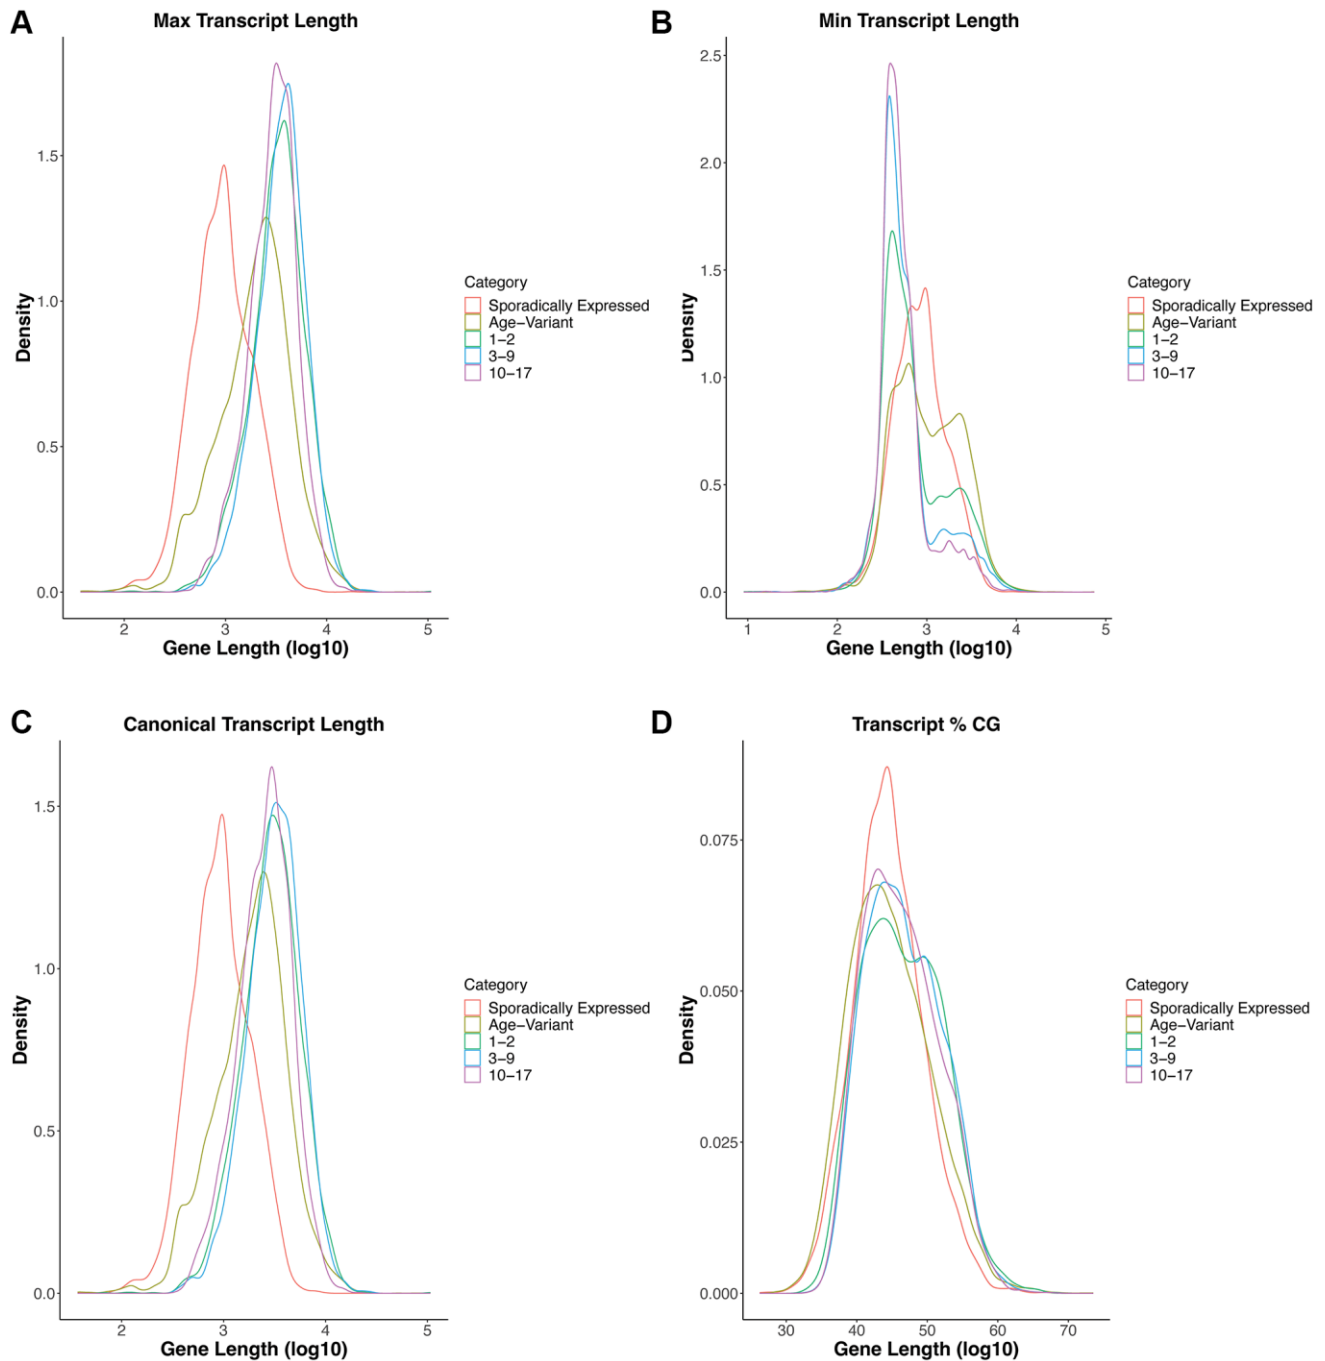 A
Max Transcript Length
Density
1.5
1.0
0.5
0.0
2 3 4 5
Gene Length (log10)
Category
Sporadically Expressed
Age-Variant
1-2
3-9
10-17
B
Min Transcript Length
Density
2.5
2.0
1.5
1.0
0.5
0.0
1 2 3 4 5
Gene Length (log10)
Category
Sporadically Expressed
Age-Variant
1-2
3-9
10-17
C
Canonical Transcript Length
Density
1.5
1.0
0.5
0.0
2 3 4 5
Gene Length (log10)
Category
Sporadically Expressed
Age-Variant
1-2
3-9
10-17
D
Transcript % CG
Density
0.075
0.050
0.025
0.000
30 40 50 60 70
Gene Length (log10)
Category
Sporadically Expressed
Age-Variant
1-2
3-9
10-17